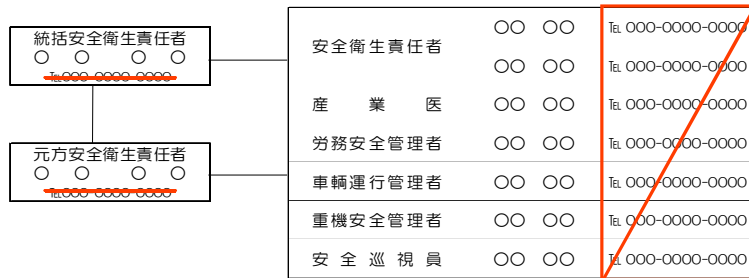 統括安全衛生責任者
○ ○ ○ ○
TEL 000-0000-0000
元方安全衛生責任者
○ ○ ○ ○
TEL 000-0000-0000
安全衛生責任者 ○○ ○○ TEL 000-0000-0000
○○ ○○ TEL 000-0000-0000
産業医 ○○ ○○ TEL 000-0000-0000
労務安全管理者 ○○ ○○ TEL 000-0000-0000
車輌運行管理者 ○○ ○○ TEL 000-0000-0000
重機安全管理者 ○○ ○○ TEL 000-0000-0000
安全巡視員 ○○ ○○ TEL 000-0000-0000